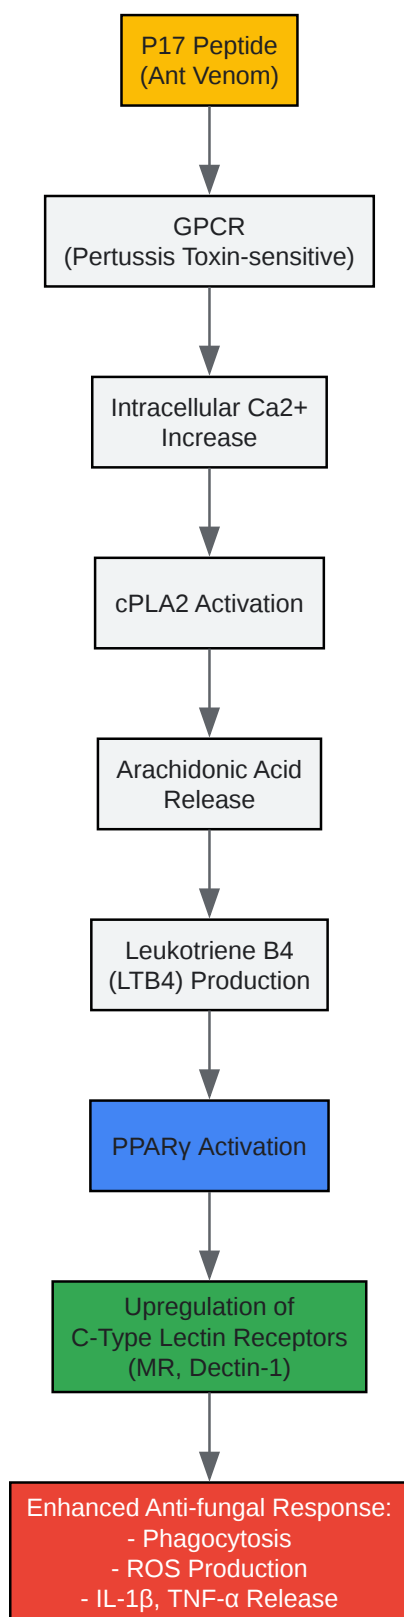 P17 Peptide
(Ant Venom)
GPCR
(Pertussis Toxin-sensitive)
Intracellular Ca2+
Increase
cPLA2 Activation
Arachidonic Acid
Release
Leukotriene B4
(LTB4) Production
PPARγ Activation
Upregulation of
C-Type Lectin Receptors
(MR, Dectin-1)
Enhanced Anti-fungal Response:
- Phagocytosis
- ROS Production
- IL-1β, TNF-α Release